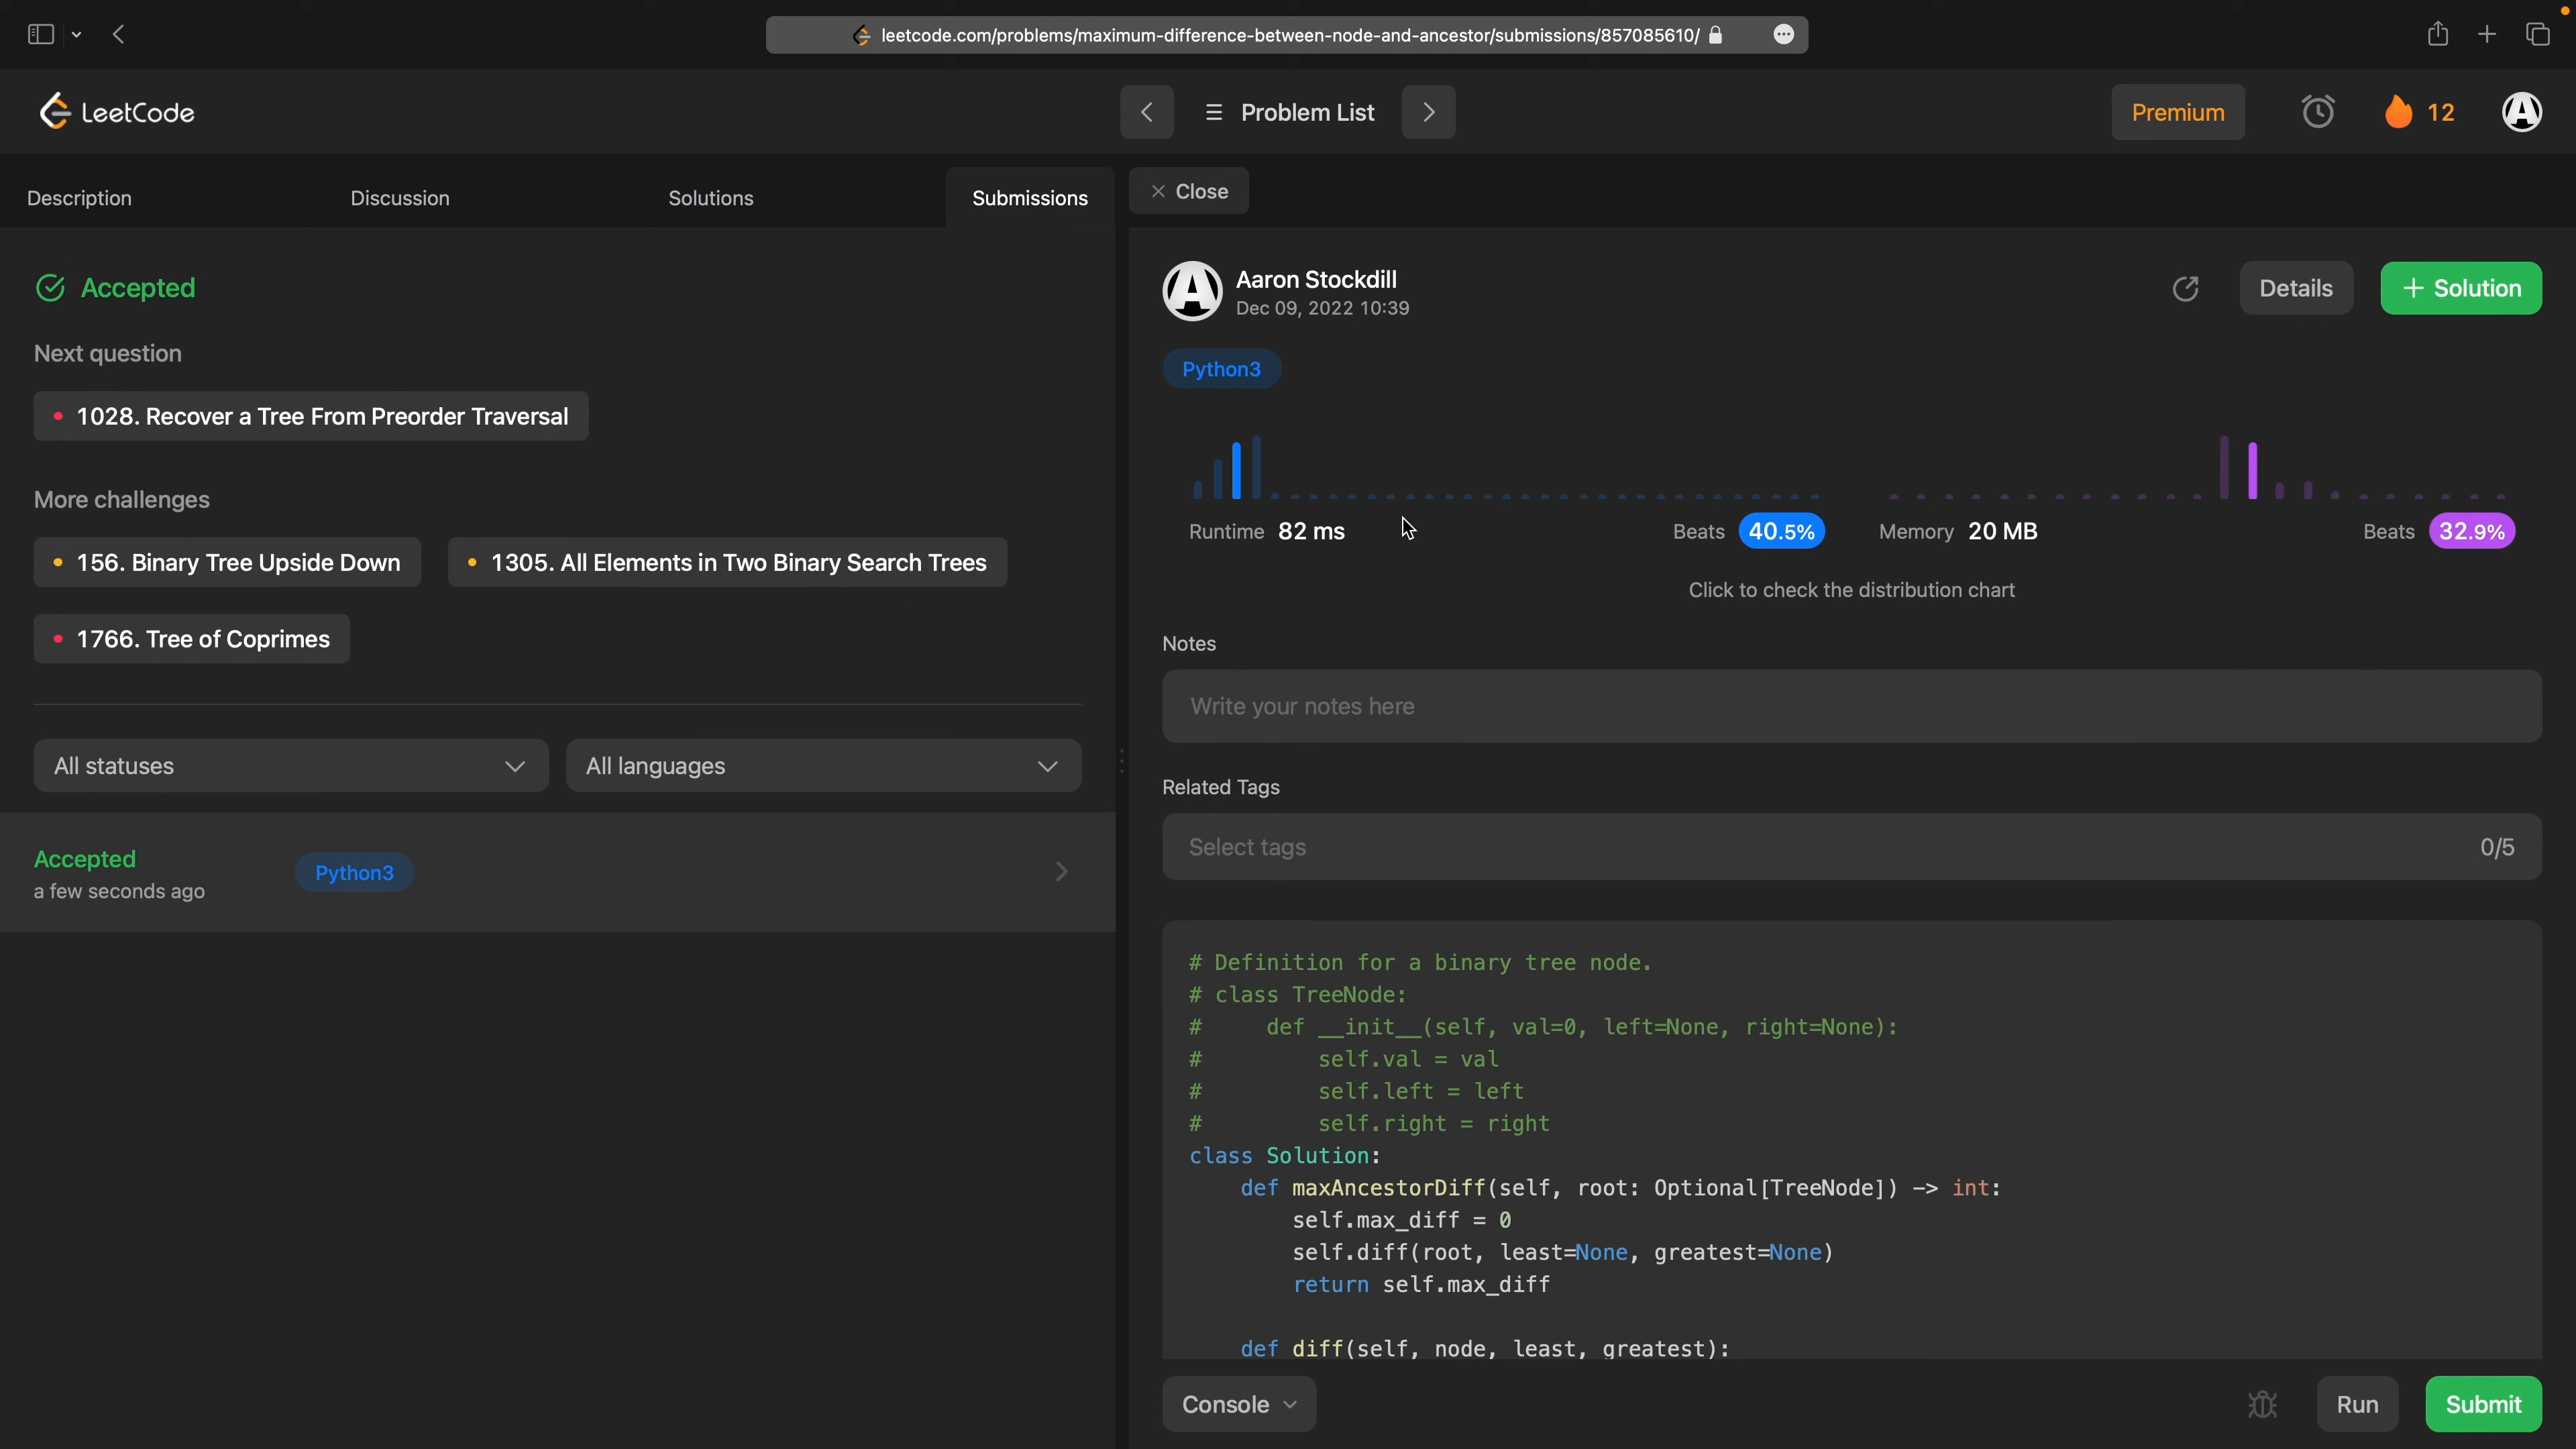 leetcode.com/problems/maximum-difference-between-node-and-ancestor/submissions/857085610/
LeetCode
Problem List
Premium
12
Description
Discussion
Solutions
Submissions
Close
Accepted
Next question
1028. Recover a Tree From Preorder Traversal
More challenges
156. Binary Tree Upside Down
1305. All Elements in Two Binary Search Trees
1766. Tree of Coprimes
All statuses
All languages
Accepted
a few seconds ago
Python3
Aaron Stockdill
Dec 09, 2022 10:39
Details
+ Solution
Python3
Runtime 82 ms
Beats 40.5%
Memory 20 MB
Beats 32.9%
Click to check the distribution chart
Notes
Write your notes here
Related Tags
Select tags
0/5
# Definition for a binary tree node.
# class TreeNode:
#     def __init__(self, val=0, left=None, right=None):
#         self.val = val
#         self.left = left
#         self.right = right
class Solution:
    def maxAncestorDiff(self, root: Optional[TreeNode]) -> int:
        self.max_diff = 0
        self.diff(root, least=None, greatest=None)
        return self.max_diff
    def diff(self, node, least, greatest):
Console
Run
Submit